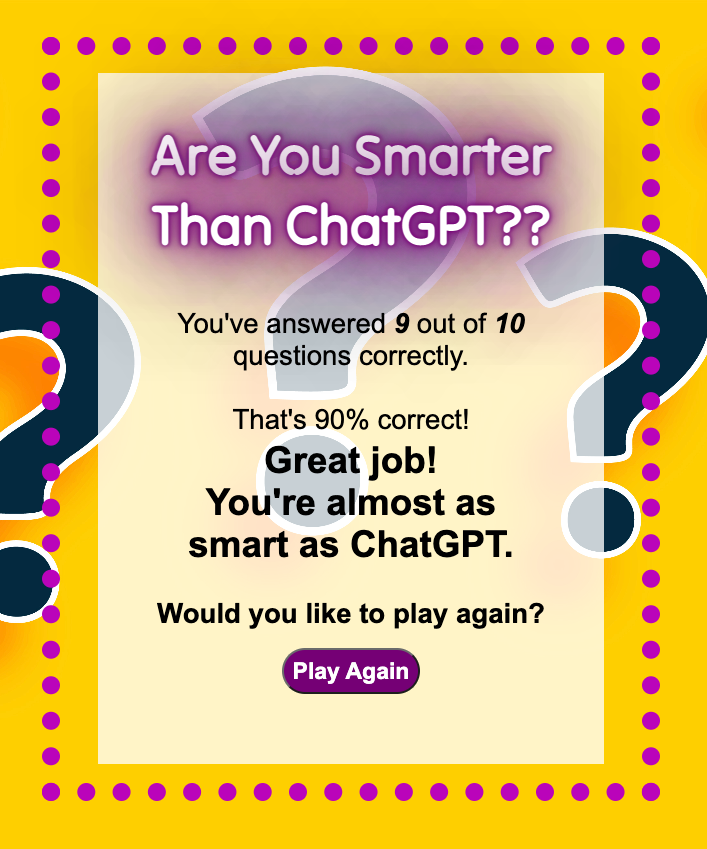 Are You Smarter
Than ChatGPT??
You've answered 9 out of 10
questions correctly.
That's 90% correct!
Great job!
You're almost as
smart as ChatGPT.
Would you like to play again?
Play Again